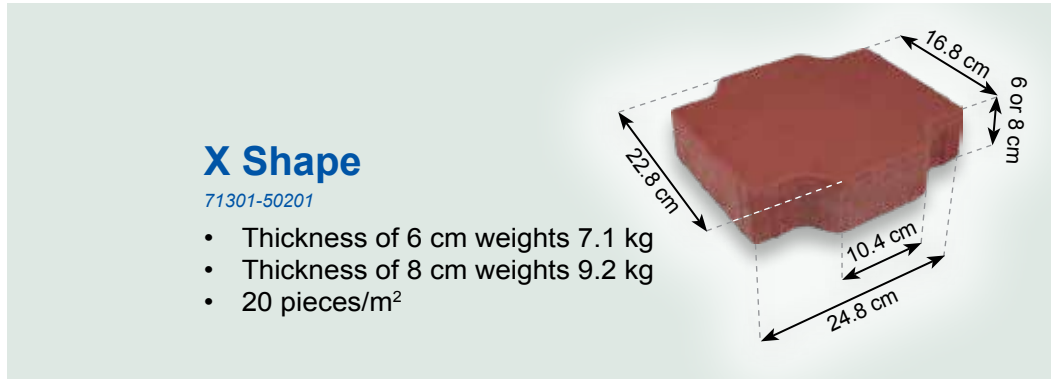 X Shape
71301-50201
• Thickness of 6 cm weights 7.1 kg
• Thickness of 8 cm weights 9.2 kg
• 20 pieces/m²
16.8 cm
6 or 8 cm
22.8 cm
10.4 cm
24.8 cm